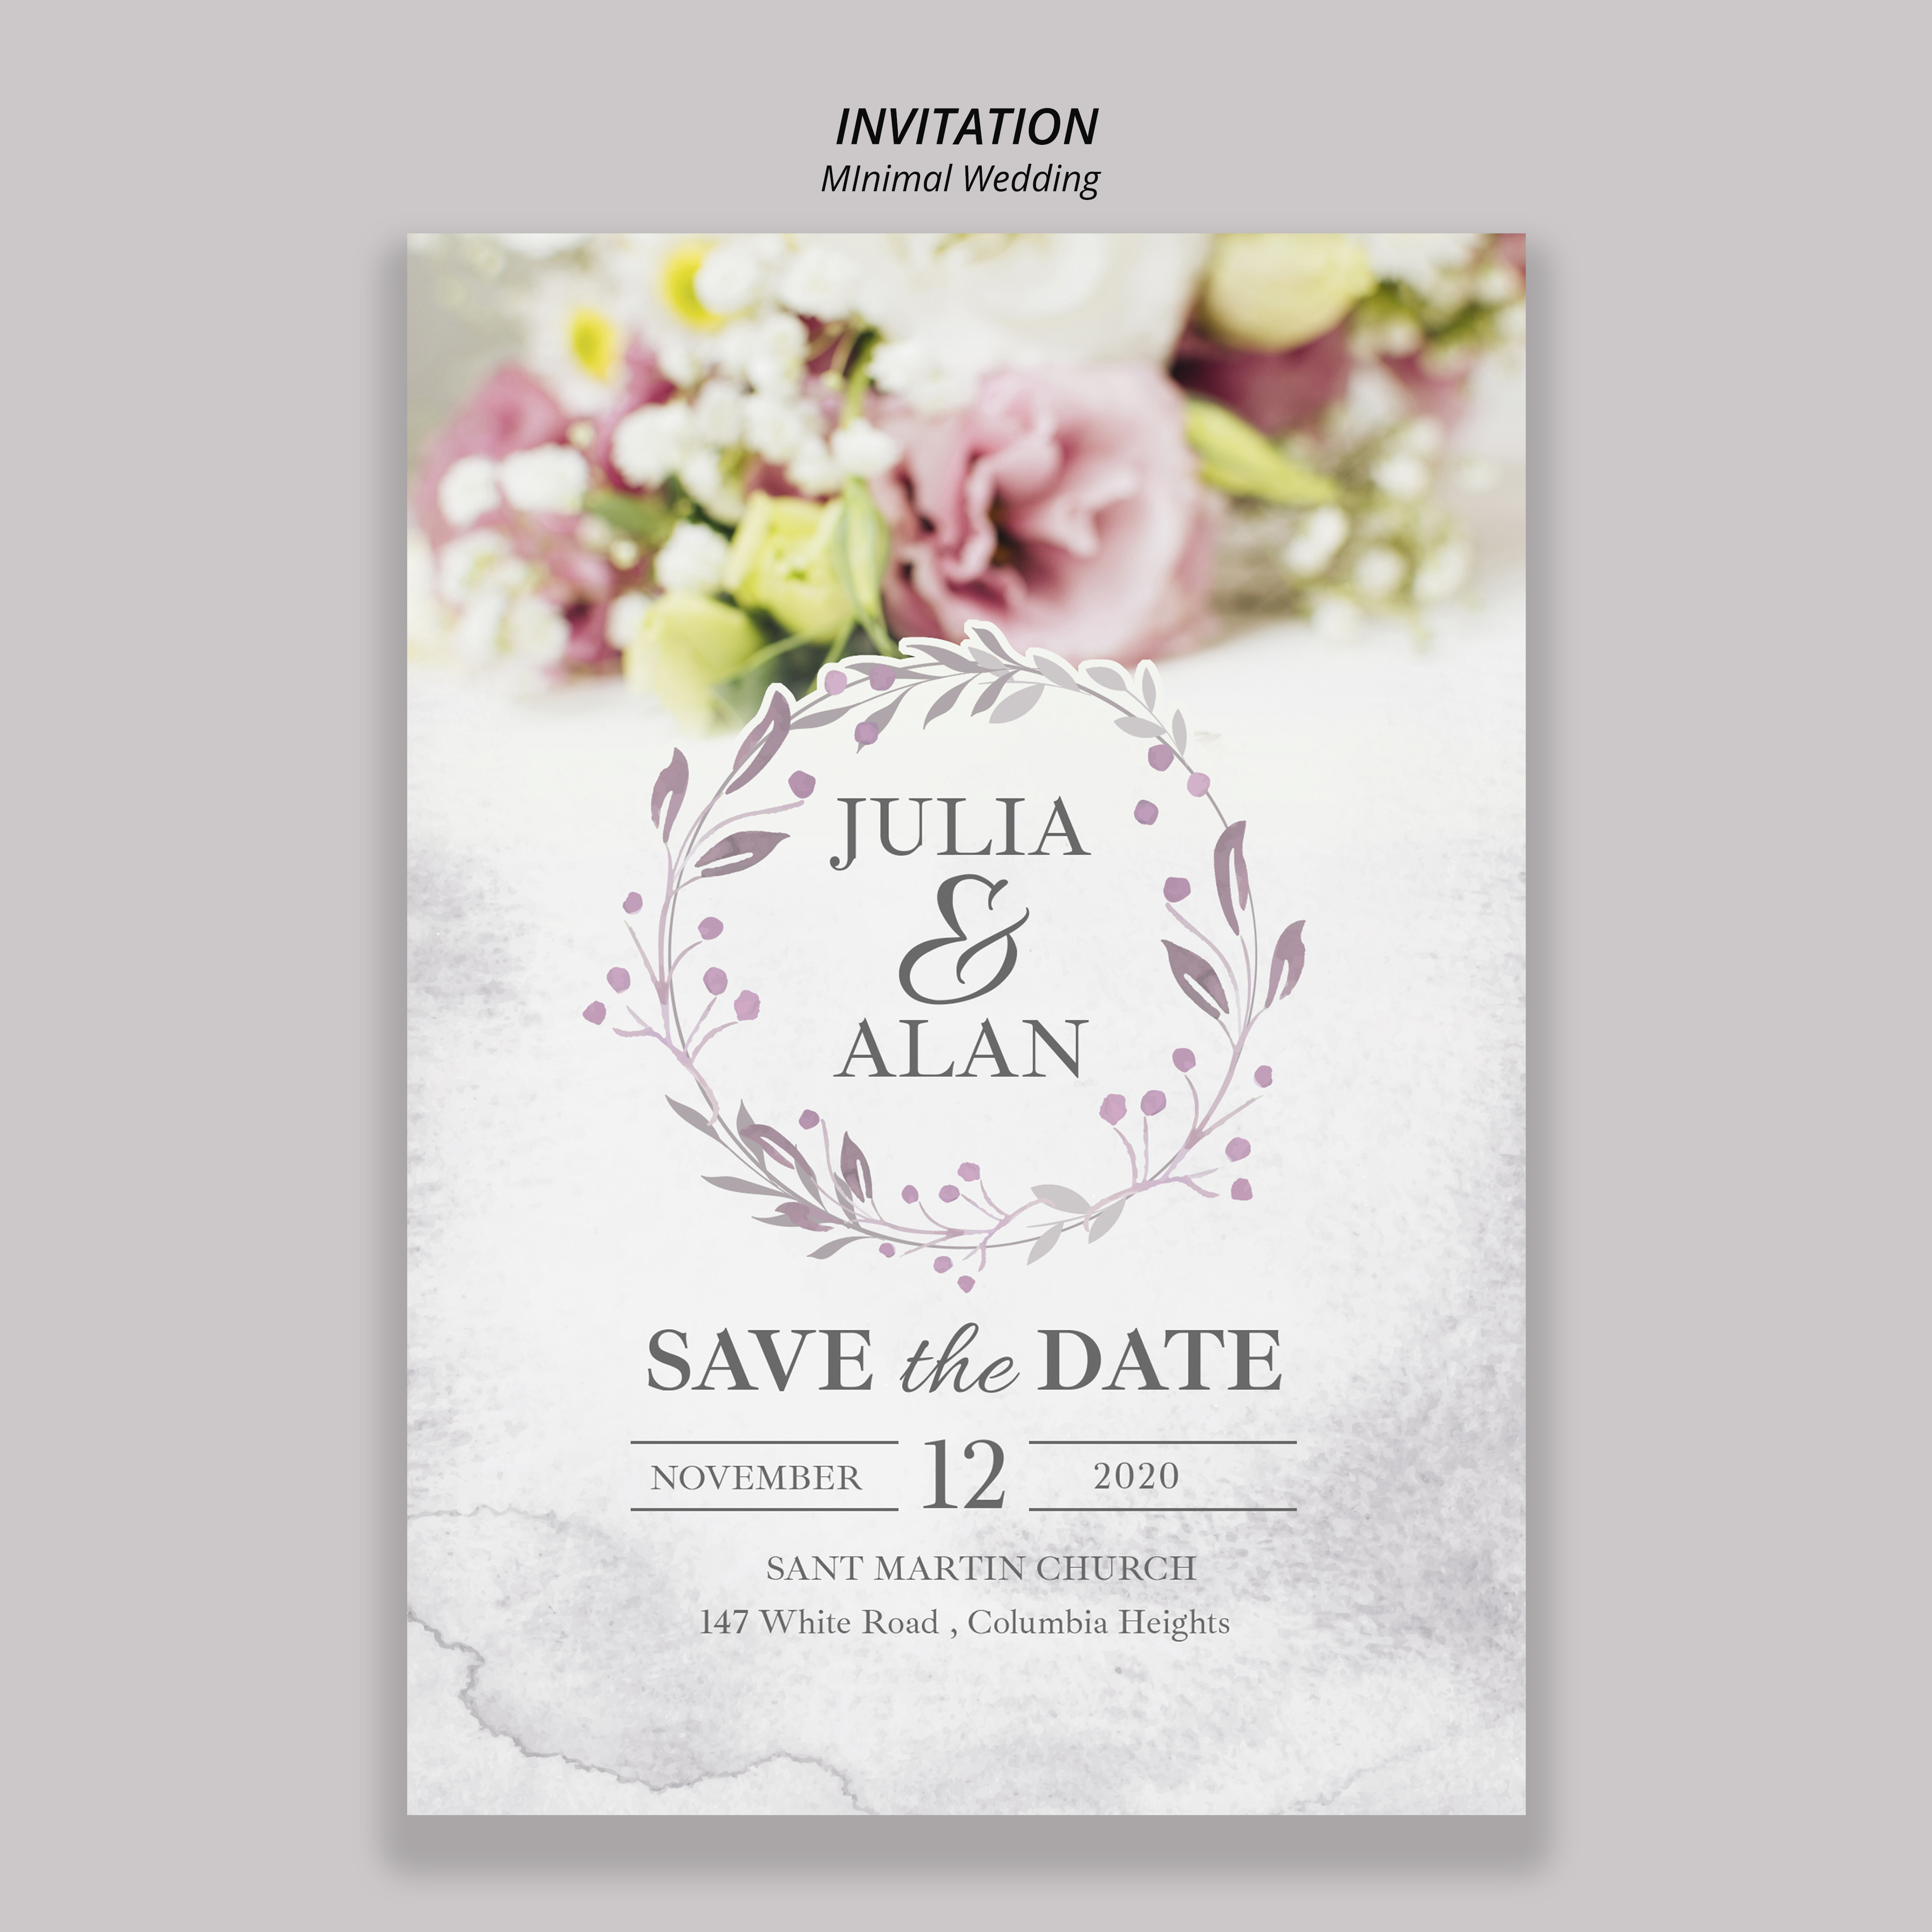 INVITATION
MInimal Wedding
JULIA
&
ALAN
SAVE the DATE
NOVEMBER 12 2020
SANT MARTIN CHURCH
147 White Road , Columbia Heights